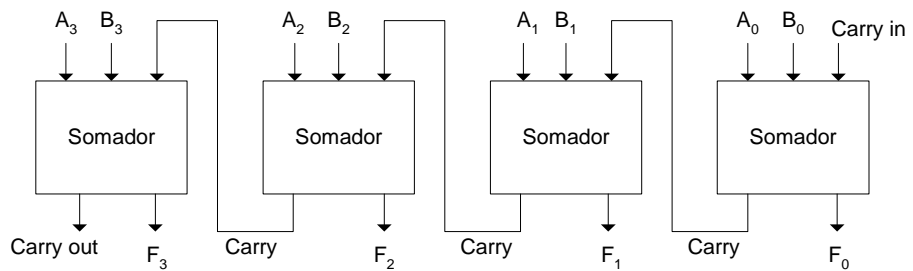 A₃ B₃ A₂ B₂ A₁ B₁ A₀ B₀ Carry in
Somador Somador Somador Somador
Carry out F₃ Carry F₂ Carry F₁ Carry F₀